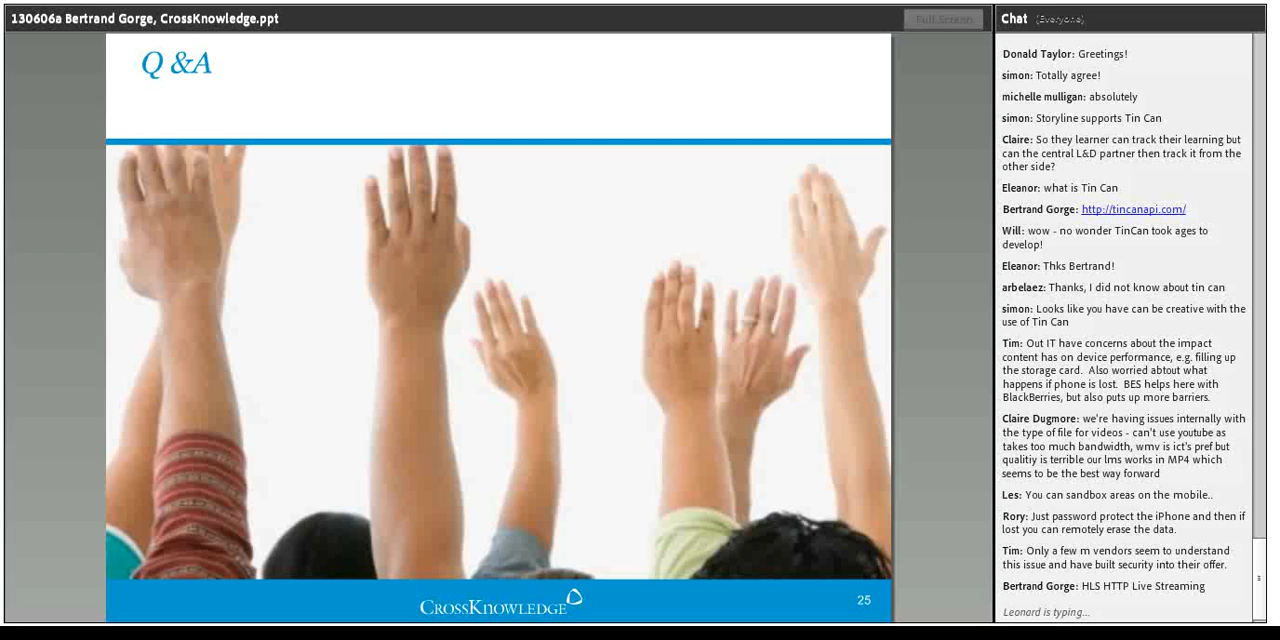 130606a Bertrand Gorge, CrossKnowledge.ppt
Full Screen
Q &A
CROSSKNOWLEDGE
25
Chat (Everyone)
Donald Taylor: Greetings!
simon: Totally agree!
michelle mulligan: absolutely
simon: Storyline supports Tin Can
Claire: So they learner can track their learning but
can the central L&D partner then track it from the
other side?
Eleanor: what is Tin Can
Bertrand Gorge: http://tincanapi.com/
Will: wow - no wonder TinCan took ages to
develop!
Eleanor: Thks Bertrand!
arbelaez: Thanks, I did not know about tin can
simon: Looks like you have can be creative with the
use of Tin Can
Tim: Out IT have concerns about the impact
content has on device performance, e.g. filling up
the storage card. Also worried abtout what
happens if phone is lost. BES helps here with
BlackBerries, but also puts up more barriers.
Claire Dugmore: we're having issues internally with
the type of file for videos - can't use youtube as
takes too much bandwidth, wmv is ict's pref but
qualitiy is terrible our lms works in MP4 which
seems to be the best way forward
Les: You can sandbox areas on the mobile..
Rory: Just password protect the iPhone and then if
lost you can remotely erase the data.
Tim: Only a few m vendors seem to understand
this issue and have built security into their offer.
Bertrand Gorge: HLS HTTP Live Streaming
Leonard is typing...